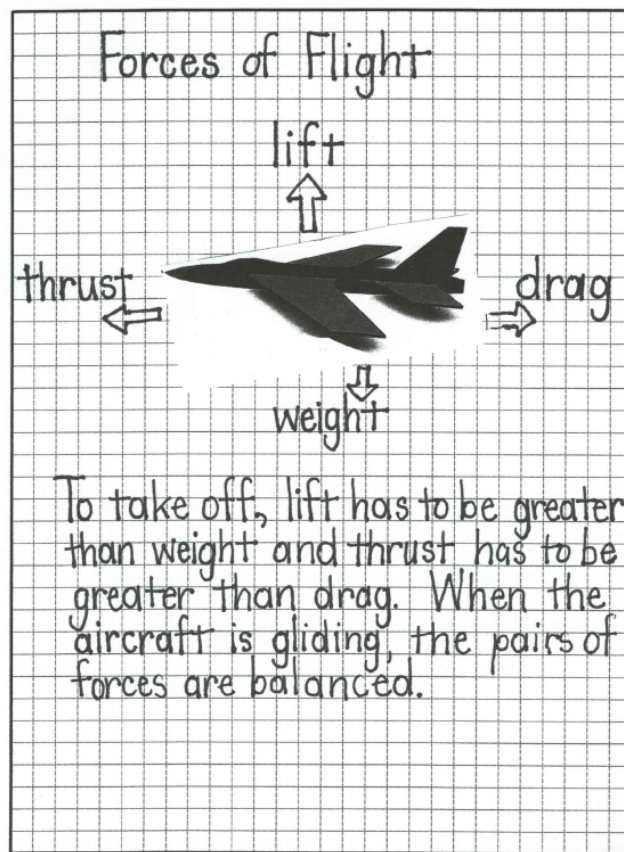 Forces of Flight
lift
thrust
drag
weight
To take off, lift has to be greater
than weight and thrust has to be
greater than drag. When the
aircraft is gliding, the pairs of
forces are balanced.